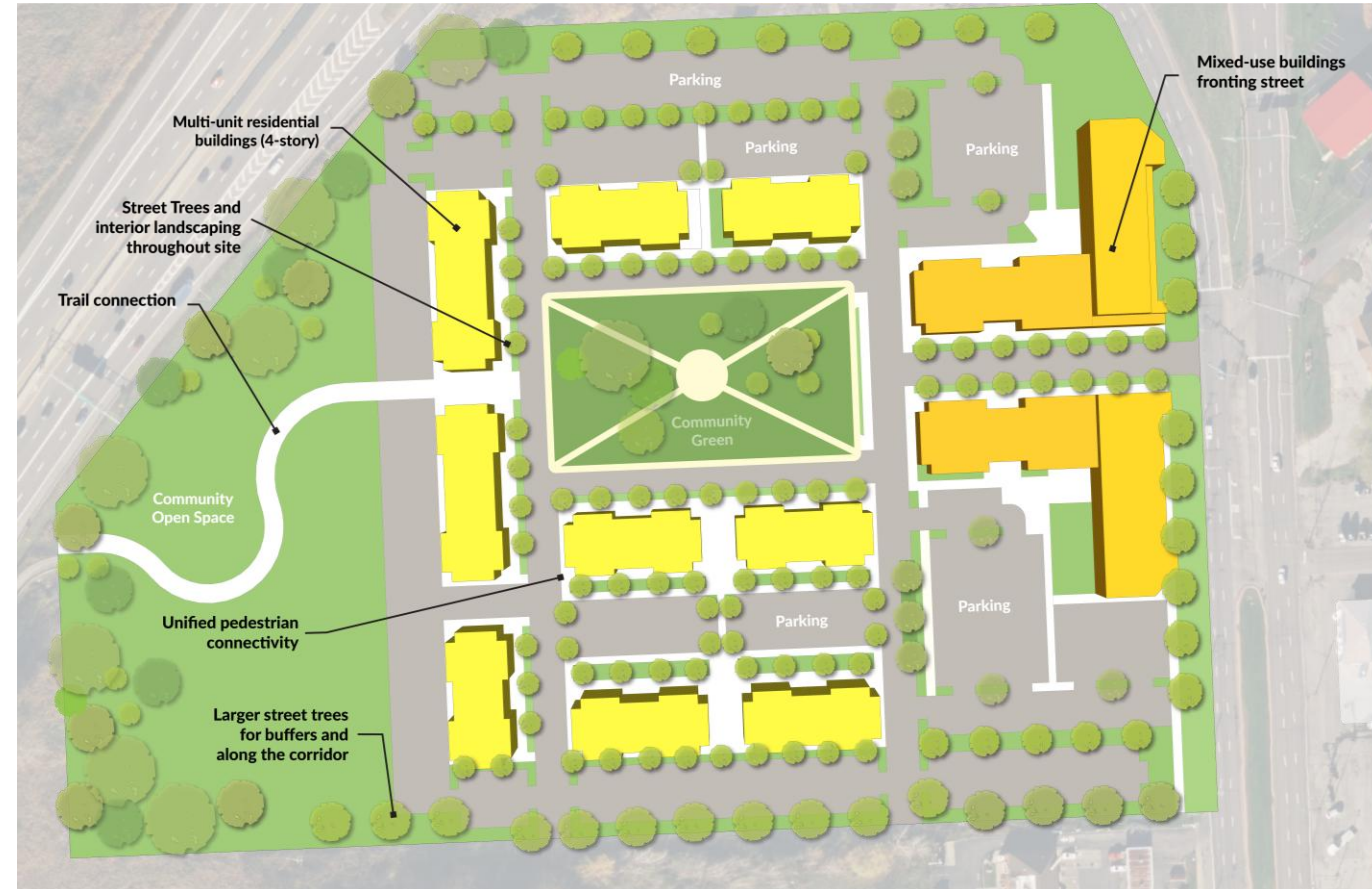 Parking
Mixed-use buildings
fronting street
Multi-unit residential
buildings (4-story)
Parking
Parking
Street Trees and
interior landscaping
throughout site
Trail connection
Community
Green
Community
Open Space
Parking
Unified pedestrian
connectivity
Parking
Larger street trees
for buffers and
along the corridor